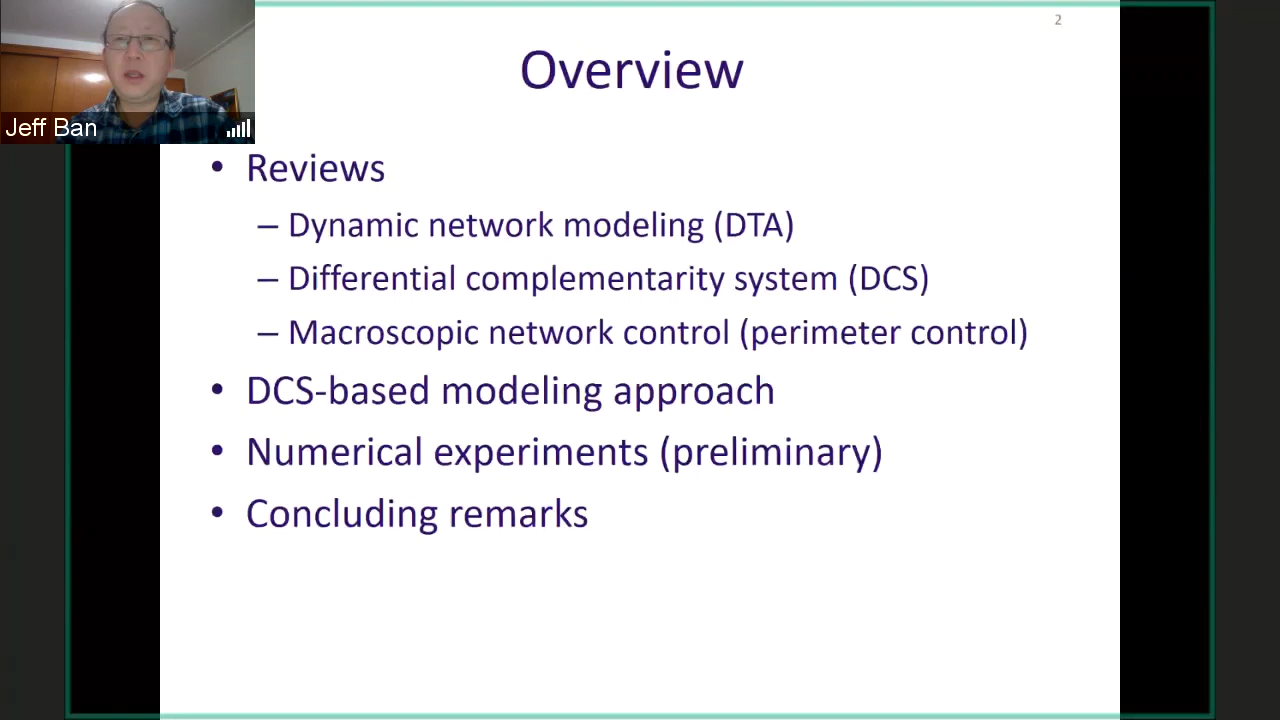 2
Overview
Jeff Ban
• Reviews
– Dynamic network modeling (DTA)
– Differential complementarity system (DCS)
– Macroscopic network control (perimeter control)
• DCS-based modeling approach
• Numerical experiments (preliminary)
• Concluding remarks